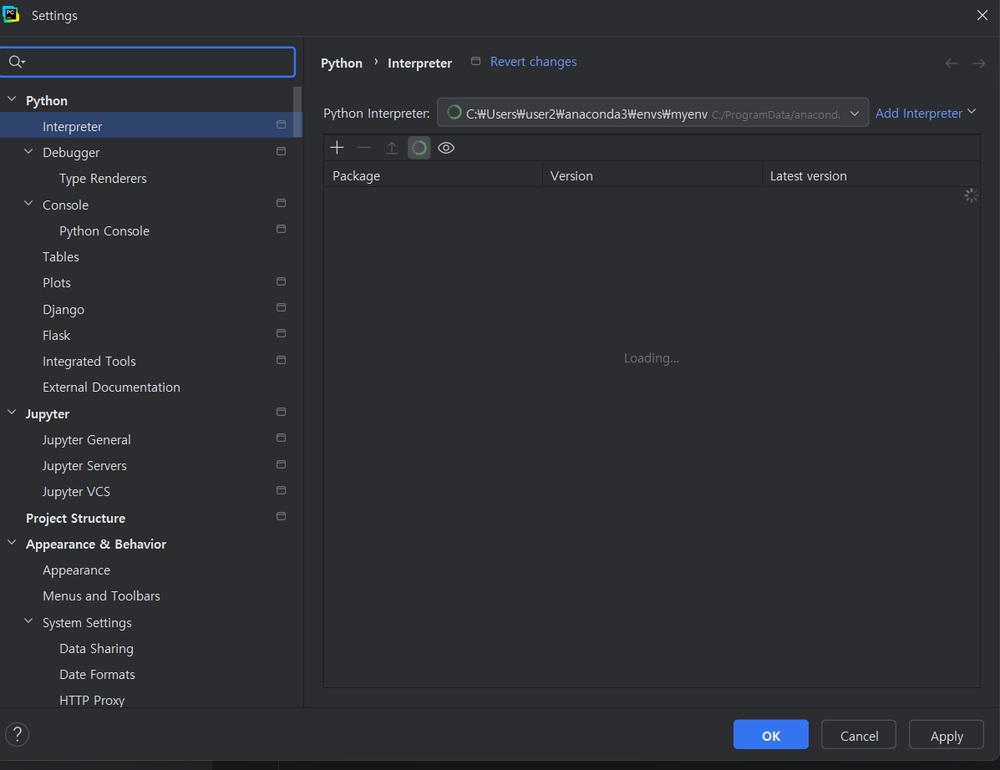 PC
Settings
Python
Interpreter
Debugger
Type Renderers
Console
Python Console
Tables
Plots
Django
Flask
Integrated Tools
External Documentation
Jupyter
Jupyter General
Jupyter Servers
Jupyter VCS
Project Structure
Appearance & Behavior
Appearance
Menus and Toolbars
System Settings
Data Sharing
Date Formats
HTTP Proxy
?
Python › Interpreter Revert changes
Python Interpreter: C:₩Users₩user2₩anaconda3₩envs₩myenv C:/ProgramData/anaconda Add Interpreter
Package Version Latest version
Loading...
OK Cancel Apply